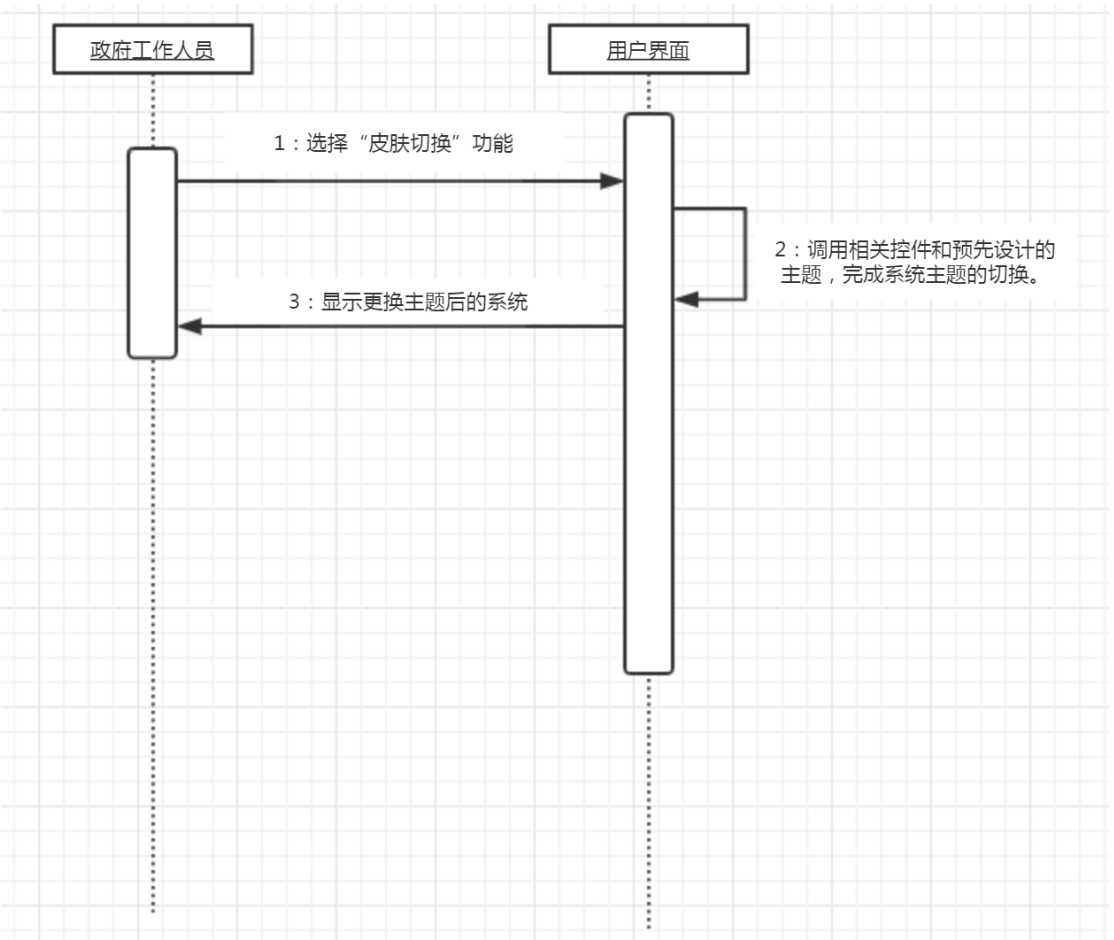 政府工作人员
用户界面
1：选择“皮肤切换”功能
2：调用相关控件和预先设计的
主题，完成系统主题的切换。
3：显示更换主题后的系统